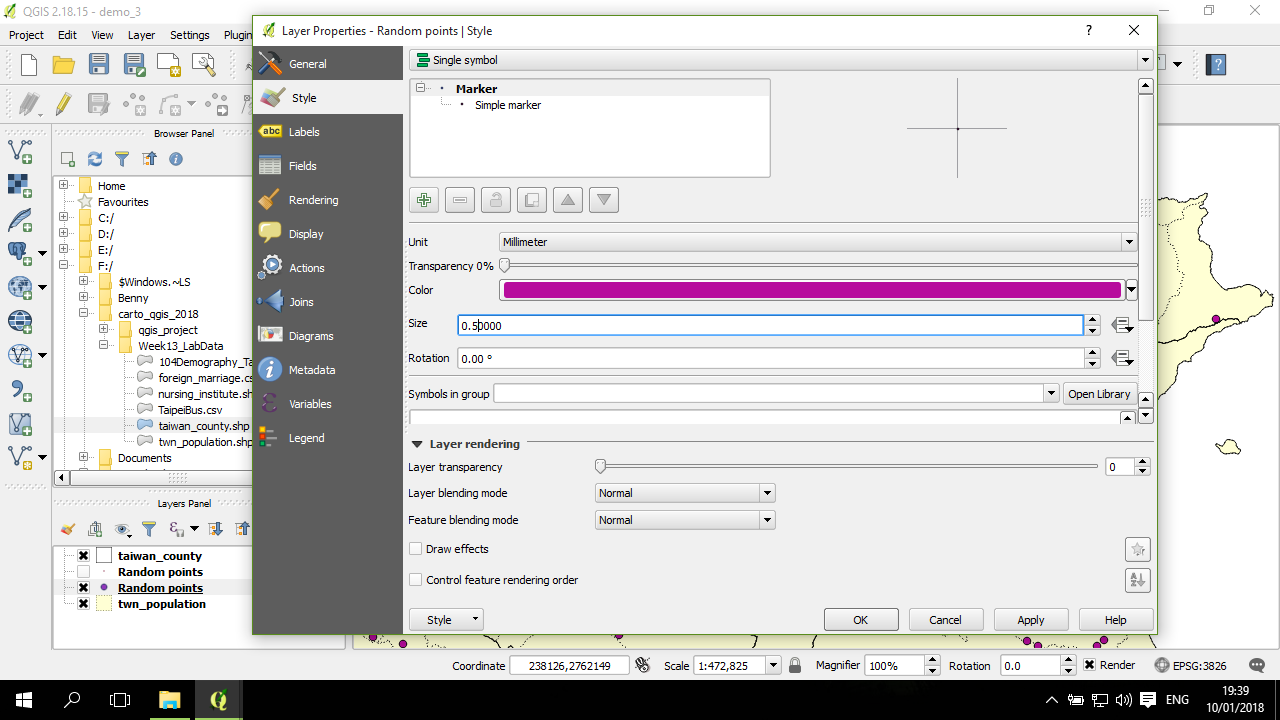 QGIS 2.18.15 - demo_3
Project Edit View Layer Settings Plugin
Browser Panel
Home
Favourites
C:/
D:/
E:/
F:/
$Windows.~LS
Benny
carto_qgis_2018
qgis_project
Week13_LabData
104Demography_Ta
foreign_marriage.cs
nursing_institute.sh
TaipeiBus.csv
taiwan_county.shp
twn_population.shp
Documents
Layers Panel
taiwan_county
Random points
Random points
twn_population
Layer Properties - Random points | Style
?
General
Style
abc Labels
Fields
Rendering
Display
Actions
Joins
Diagrams
Metadata
Variables
Legend
Single symbol
Marker
Simple marker
Unit Millimeter
Transparency 0%
Color
Size 0.50000
Rotation 0.00 °
Symbols in group Open Library
Layer rendering
Layer transparency 0
Layer blending mode Normal
Feature blending mode Normal
Draw effects
Control feature rendering order
Style OK Cancel Apply Help
Coordinate 238126,2762149 Scale 1:472,825 Magnifier 100% Rotation 0.0 Render EPSG:3826
ENG
19:39
10/01/2018